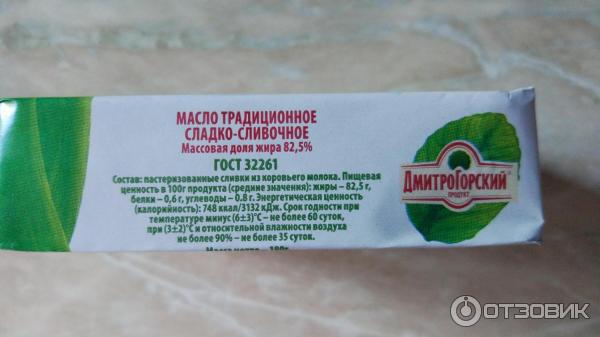 МАСЛО ТРАДИЦИОННОЕ
СЛАДКО-СЛИВОЧНОЕ
Массовая доля жира 82,5%
ГОСТ 32261
Состав: пастеризованные сливки из коровьего молока. Пищевая
ценность в 100г продукта (средние значения): жиры – 82,5 г,
белки – 0,6 г, углеводы – 0.8 г. Энергетическая ценность
(калорийность): 748 ккал/3132 кДж. Срок годности при
температуре минус (6±3)°С – не более 60 суток,
при (3±2)°С и относительной влажности воздуха
не более 90% – не более 35 суток.
Масса нетто – 180г
ДМИТРОГОРСКИЙ
ПРОДУКТ
ОТЗОВИК